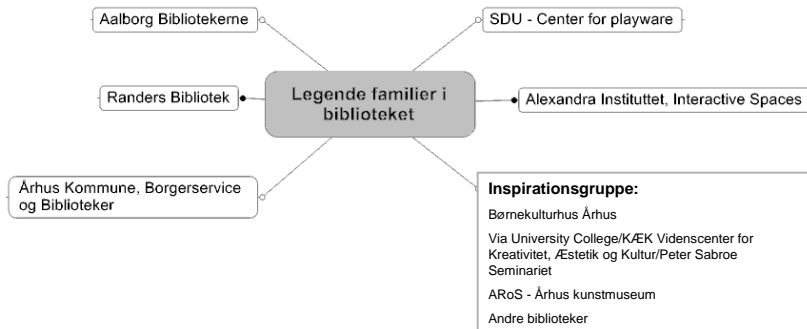 Aalborg Bibliotekerne
SDU - Center for playware
Randers Bibliotek
Legende familier i
biblioteket
Alexandra Instituttet, Interactive Spaces
Århus Kommune, Borgerservice
og Biblioteker
Inspirationsgruppe:
Børnekulturhus Århus
Via University College/KÆK Videnscenter for
Kreativitet, Æstetik og Kultur/Peter Sabroe
Seminariet
ARoS - Århus kunstmuseum
Andre biblioteker